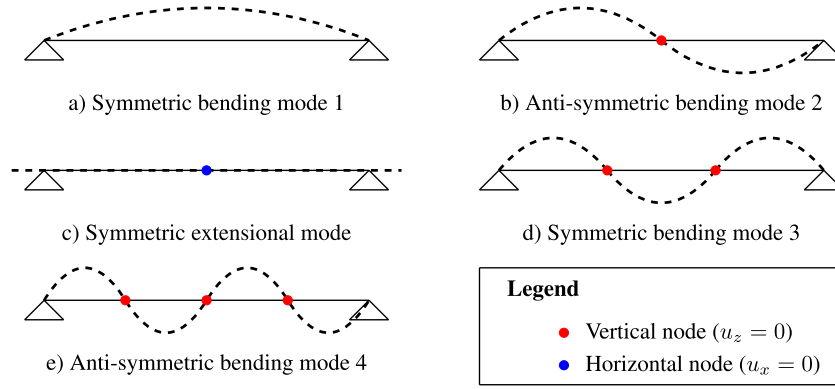 a) Symmetric bending mode 1
b) Anti-symmetric bending mode 2
c) Symmetric extensional mode
d) Symmetric bending mode 3
e) Anti-symmetric bending mode 4
Legend
Vertical node (u_z = 0)
Horizontal node (u_x = 0)